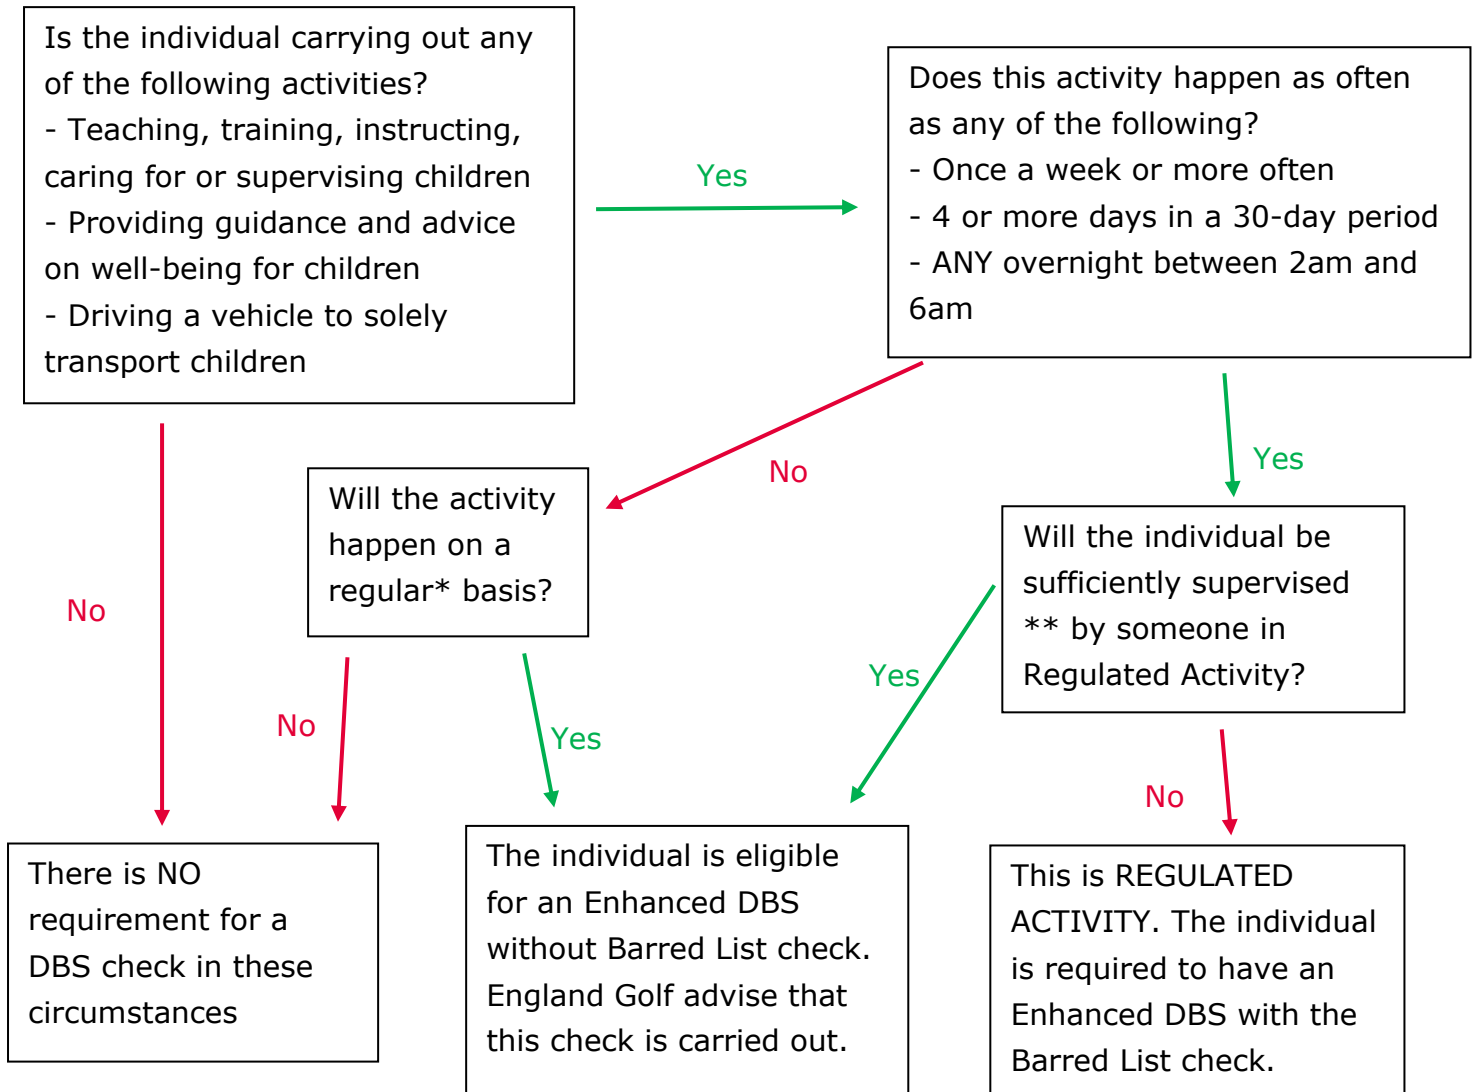 Is the individual carrying out any
of the following activities?
- Teaching, training, instructing,
caring for or supervising children
- Providing guidance and advice
on well-being for children
- Driving a vehicle to solely
transport children
Yes
Does this activity happen as often
as any of the following?
- Once a week or more often
- 4 or more days in a 30-day period
- ANY overnight between 2am and
6am
No
Yes
Will the activity
happen on a
regular* basis?
Will the individual be
sufficiently supervised
** by someone in
Regulated Activity?
No
No
Yes
Yes
No
There is NO
requirement for a
DBS check in these
circumstances
The individual is eligible
for an Enhanced DBS
without Barred List check.
England Golf advise that
this check is carried out.
This is REGULATED
ACTIVITY. The individual
is required to have an
Enhanced DBS with the
Barred List check.